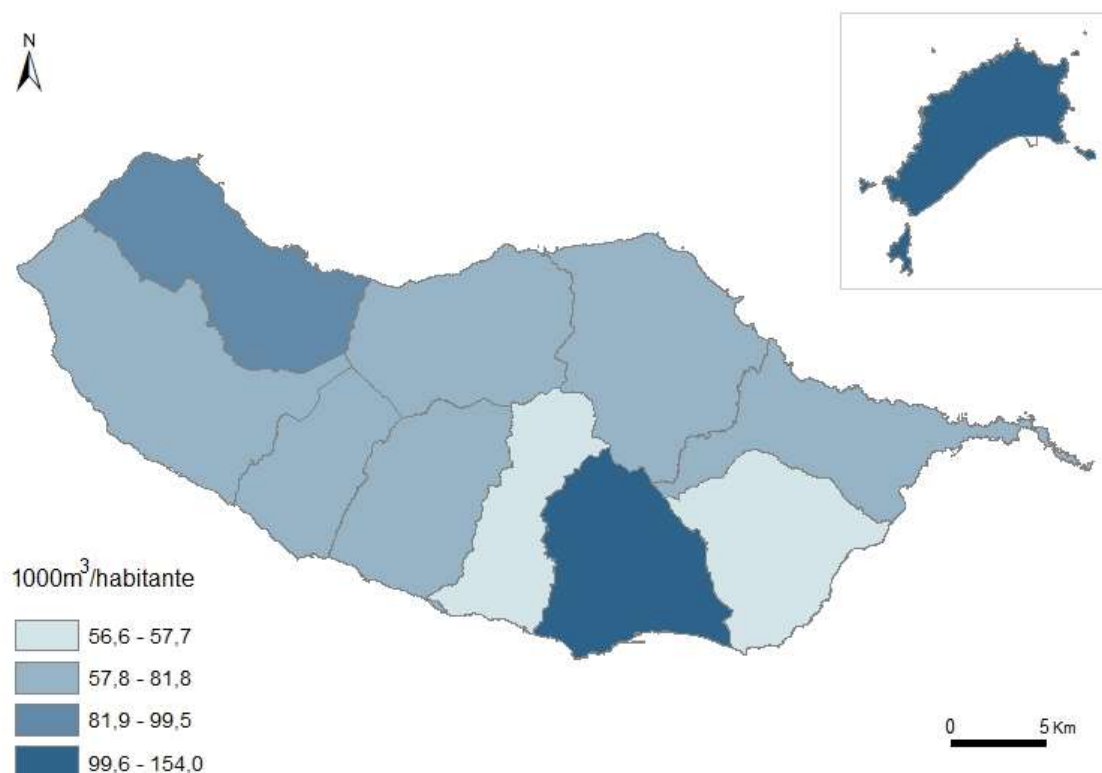 N
1000m³/habitante
56,6 - 57,7
57,8 - 81,8
81,9 - 99,5
99,6 - 154,0
0 5 Km